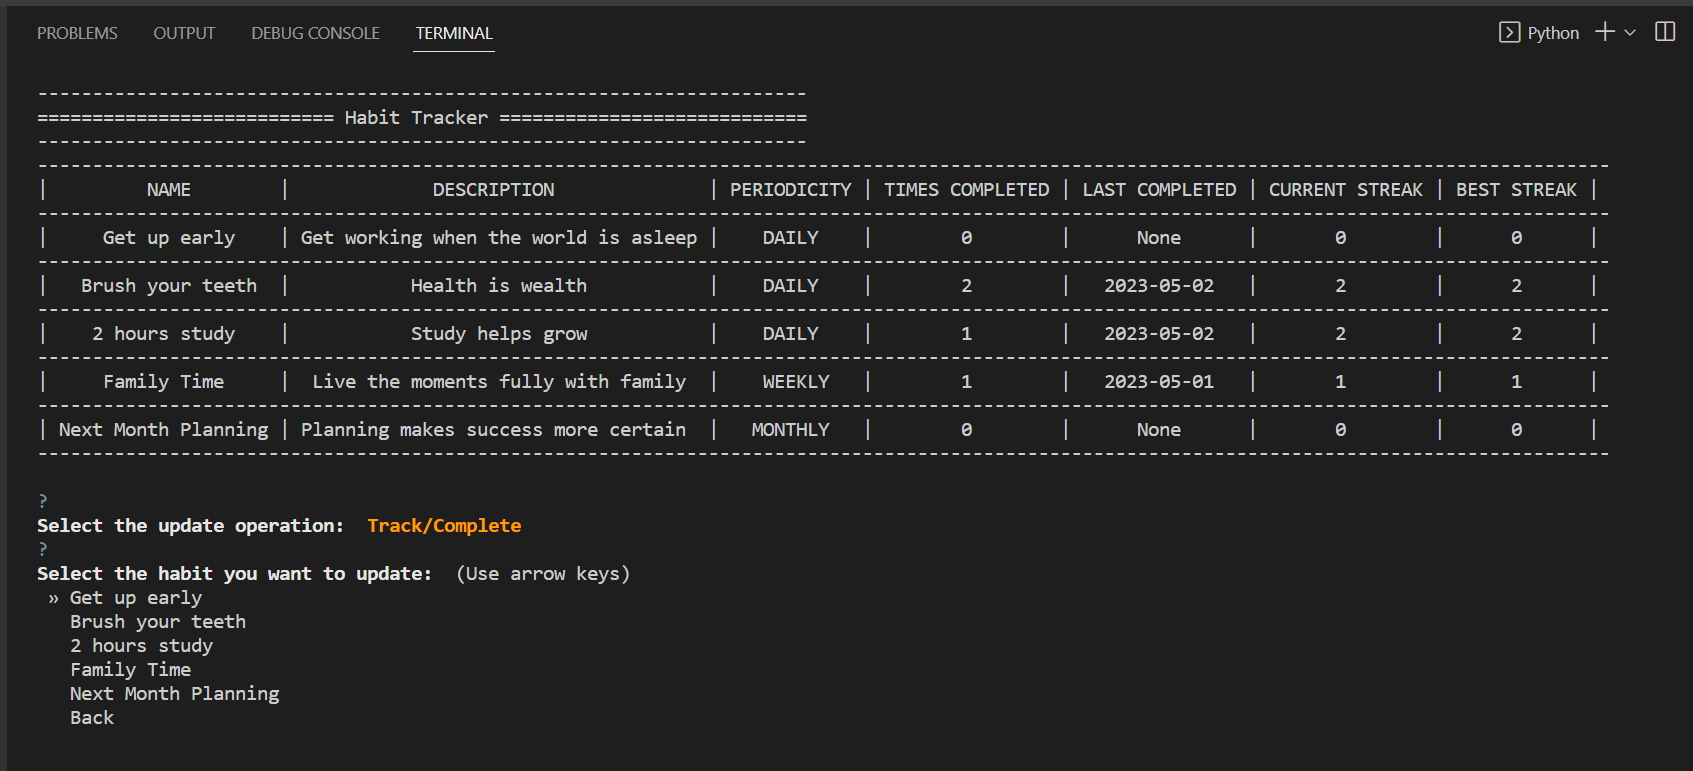 PROBLEMS OUTPUT DEBUG CONSOLE TERMINAL Python
---------------------------------------------------------------------- 
=========================== Habit Tracker ============================
----------------------------------------------------------------------
-----------------------------------------------------------------------------------------------------------------------------------------------
| NAME | DESCRIPTION | PERIODICITY | TIMES COMPLETED | LAST COMPLETED | CURRENT STREAK | BEST STREAK |
-----------------------------------------------------------------------------------------------------------------------------------------------
| Get up early | Get working when the world is asleep | DAILY | 0 | None | 0 | 0 |
-----------------------------------------------------------------------------------------------------------------------------------------------
| Brush your teeth | Health is wealth | DAILY | 2 | 2023-05-02 | 2 | 2 |
-----------------------------------------------------------------------------------------------------------------------------------------------
| 2 hours study | Study helps grow | DAILY | 1 | 2023-05-02 | 2 | 2 |
-----------------------------------------------------------------------------------------------------------------------------------------------
| Family Time | Live the moments fully with family | WEEKLY | 1 | 2023-05-01 | 1 | 1 |
-----------------------------------------------------------------------------------------------------------------------------------------------
| Next Month Planning | Planning makes success more certain | MONTHLY | 0 | None | 0 | 0 |
-----------------------------------------------------------------------------------------------------------------------------------------------
?
Select the update operation: Track/Complete
?
Select the habit you want to update: (Use arrow keys)
» Get up early
Brush your teeth
2 hours study
Family Time
Next Month Planning
Back